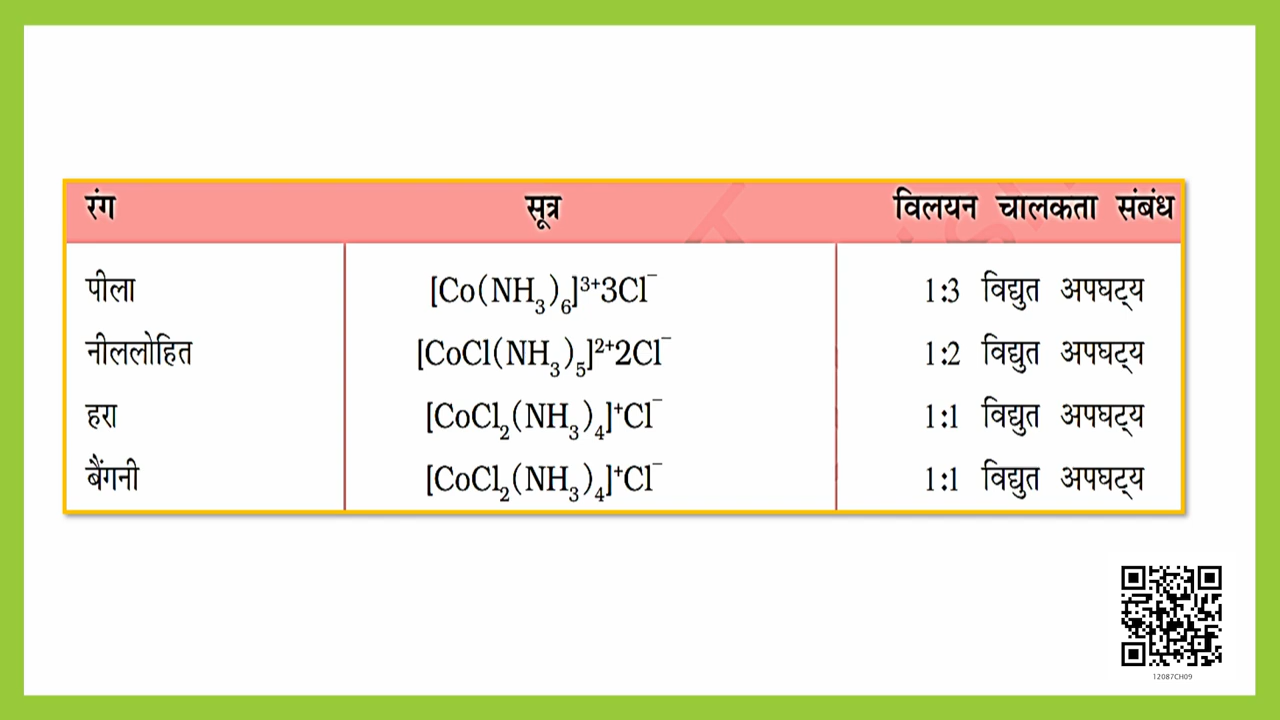 रंग सूत्र विलयन चालकता संबंध
पीला [Co(NH₃)₆]³⁺3Cl⁻ 1:3 विद्युत अपघट्य
नीललोहित [CoCl(NH₃)₅]²⁺2Cl⁻ 1:2 विद्युत अपघट्य
हरा [CoCl₂(NH₃)₄]⁺Cl⁻ 1:1 विद्युत अपघट्य
बैंगनी [CoCl₂(NH₃)₄]⁺Cl⁻ 1:1 विद्युत अपघट्य
12087CH09